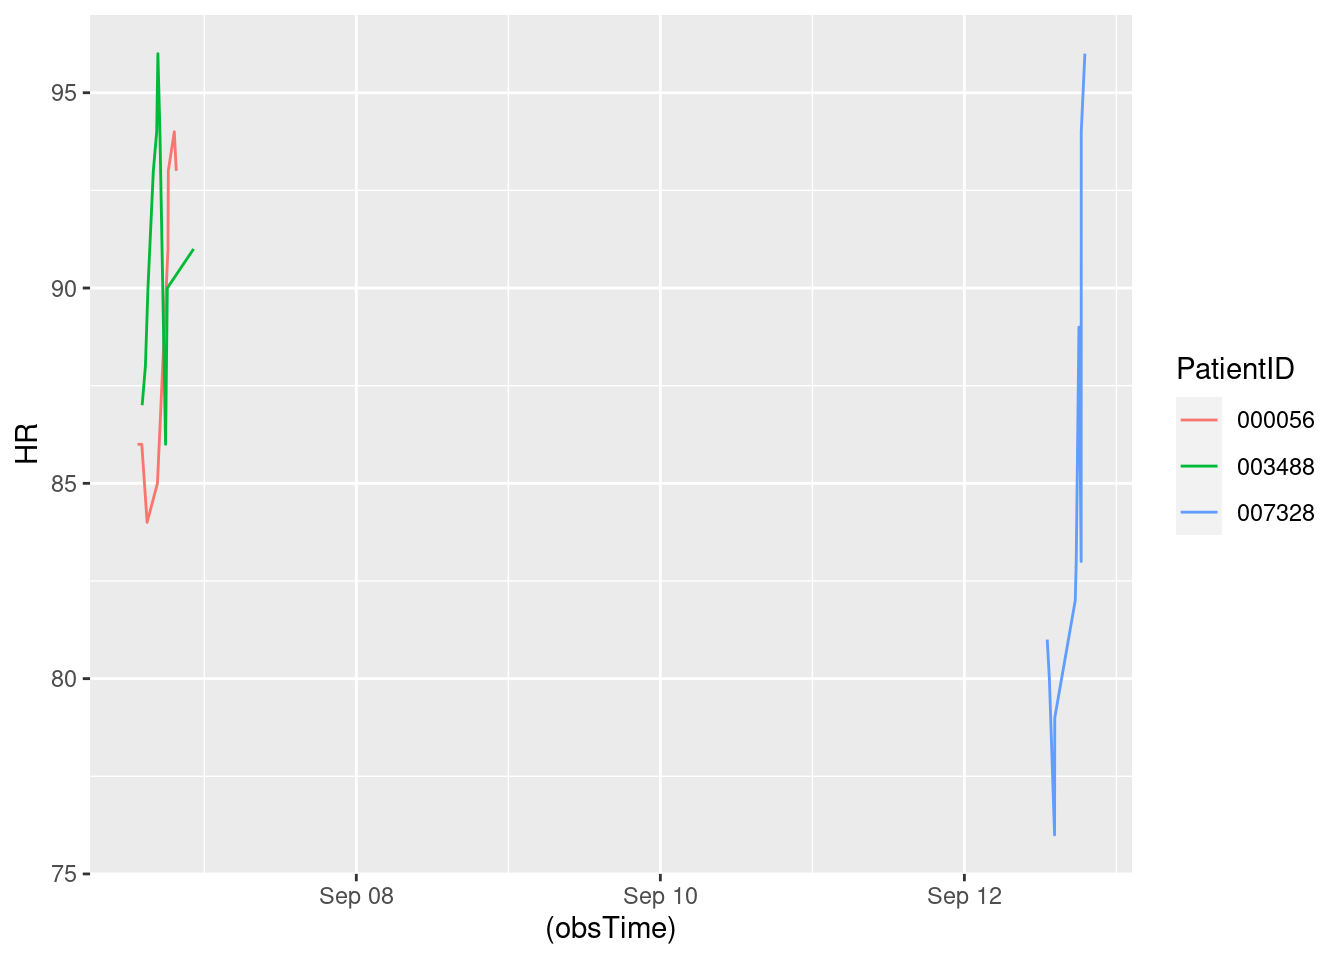 95
90
85
80
75
HR
Sep 08
Sep 10
Sep 12
(obsTime)
PatientID
000056
003488
007328